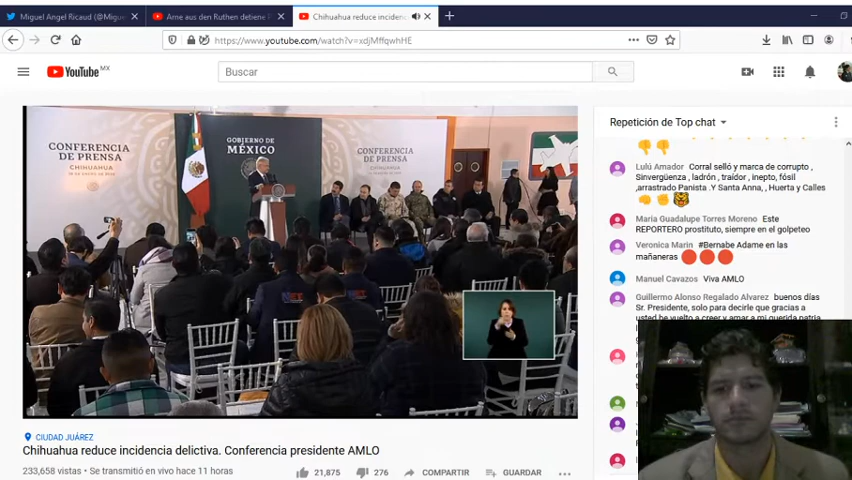 Miguel Angel Ricaud (@Migu
Arne aus den Ruthen detiene
Chihuahua reduce incidenc
https://www.youtube.com/watch?v=xdjMffqwhHE
YouTube MX
Buscar
CONFERENCIA
DE PRENSA
CHIHUAHUA
GOBIERNO DE
MÉXICO
CONFERENCIA
DE PRENSA
CHIHUAHUA
CIUDAD JUÁREZ
Chihuahua reduce incidencia delictiva. Conferencia presidente AMLO
233,658 vistas • Se transmitió en vivo hace 11 horas
21,875
276
COMPARTIR
GUARDAR
Repetición de Top chat
Lulú Amador Corral selló y marca de corrupto ,
Sinvergüenza , ladrón, traídor, inepto, fósil
,arrastrado Panista .Y Santa Anna, , Huerta y Calles
Maria Guadalupe Torres Moreno Este
REPORTERO prostituto, siempre en el golpeteo
Veronica Marin #Bernabe Adame en las
mañaneras
Manuel Cavazos Viva AMLO
Guillermo Alonso Regalado Alvarez buenos días
Sr. Presidente, solo para decirle que gracias a
usted he vuelto a creer y amar a mi querida patria